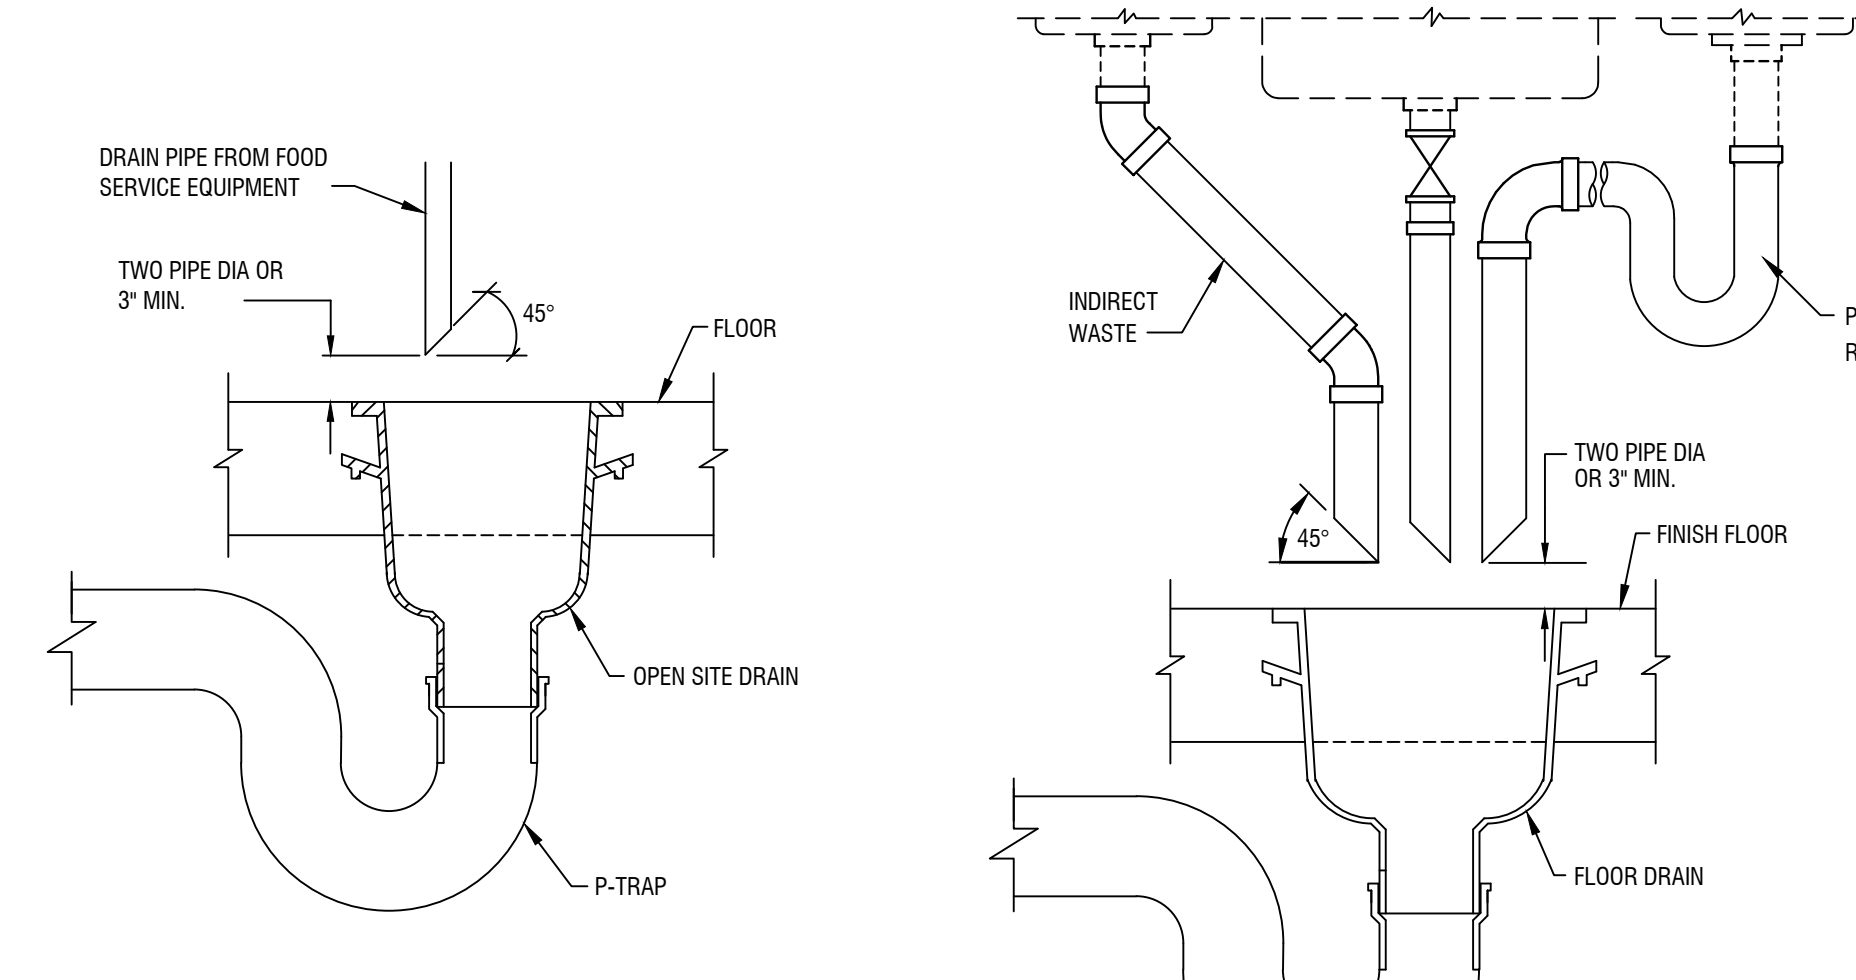 DRAIN PIPE FROM FOOD
SERVICE EQUIPMENT
TWO PIPE DIA OR
3" MIN.
45°
FLOOR
OPEN SITE DRAIN
P-TRAP
INDIRECT
WASTE
P
R
TWO PIPE DIA
OR 3" MIN.
45°
FINISH FLOOR
FLOOR DRAIN